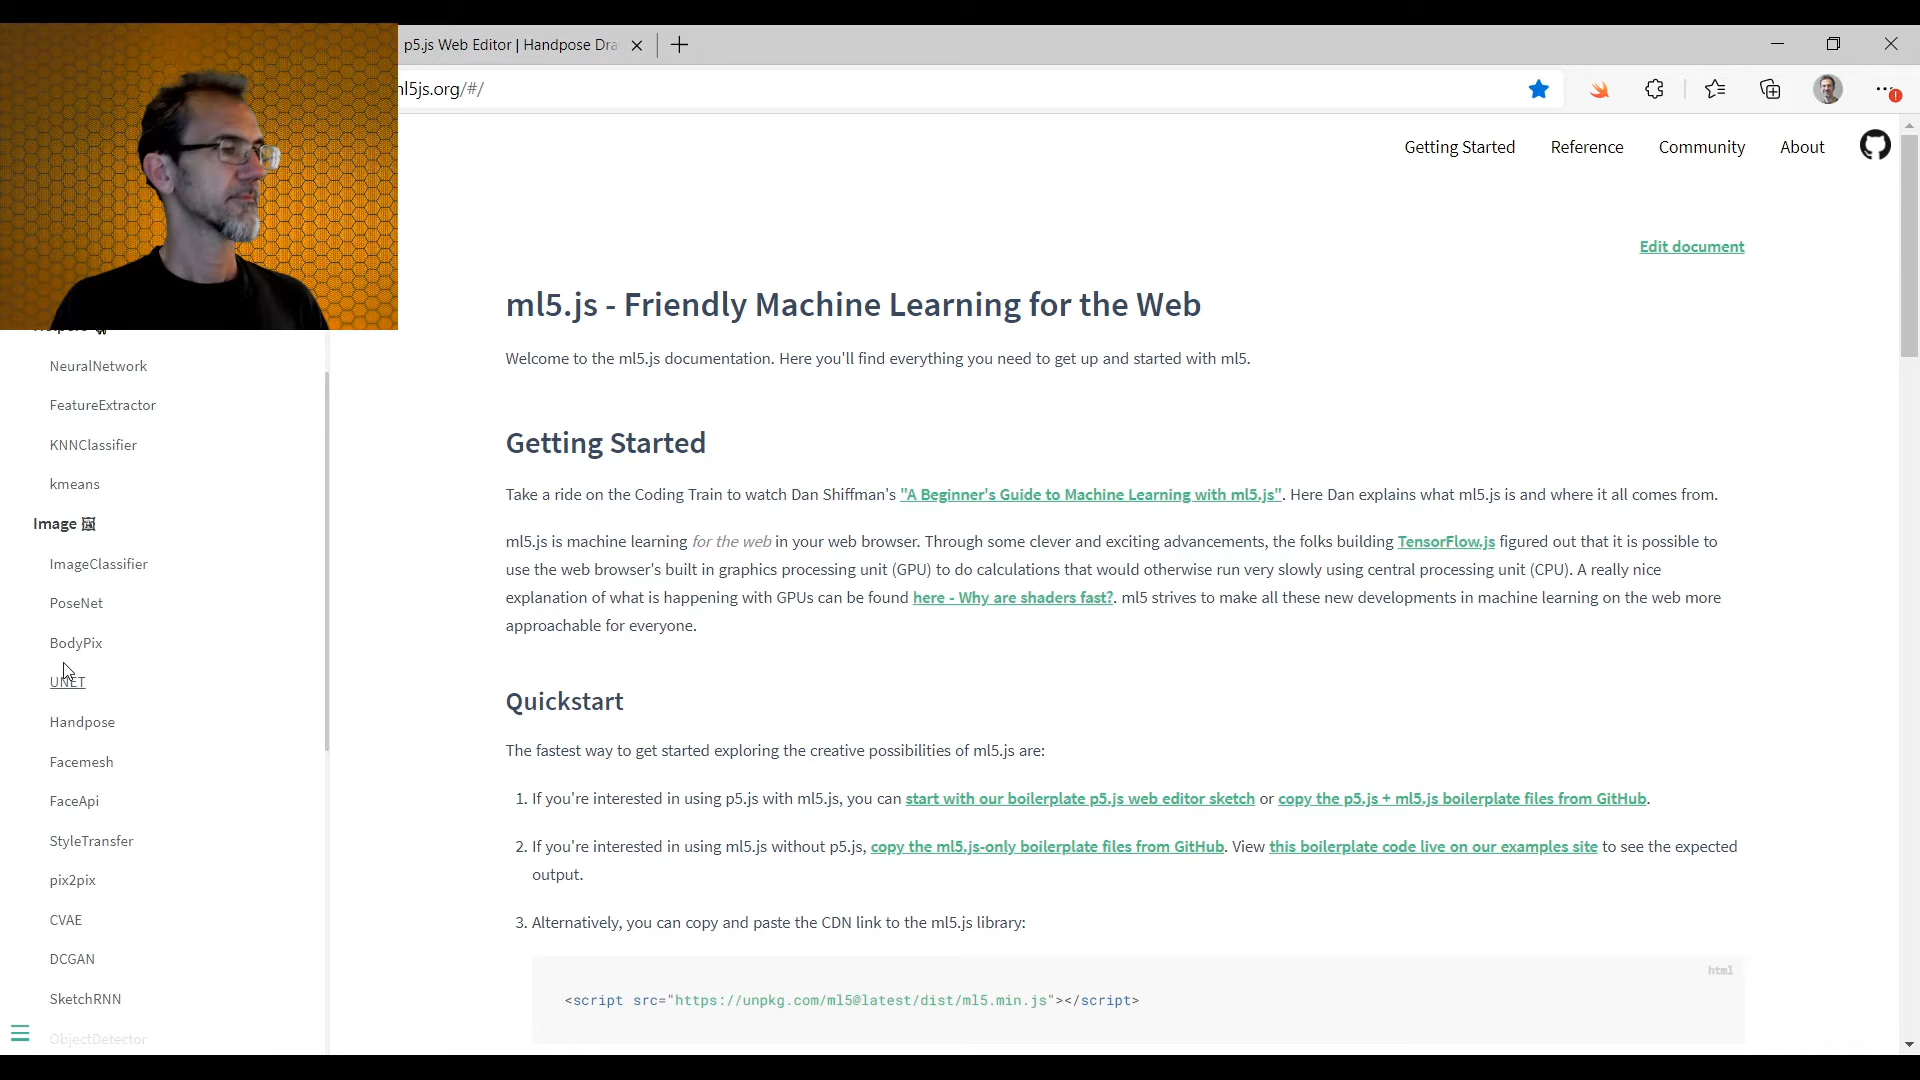 p5.js Web Editor | Handpose Dra
ml5js.org/#/
Getting Started
Reference
Community
About
Edit document
Helpers
NeuralNetwork
FeatureExtractor
KNNClassifier
kmeans
Image
ImageClassifier
PoseNet
BodyPix
UNET
Handpose
Facemesh
FaceApi
StyleTransfer
pix2pix
CVAE
DCGAN
SketchRNN
ObjectDetector
ml5.js - Friendly Machine Learning for the Web
Welcome to the ml5.js documentation. Here you'll find everything you need to get up and started with ml5.
Getting Started
Take a ride on the Coding Train to watch Dan Shiffman's "A Beginner's Guide to Machine Learning with ml5.js". Here Dan explains what ml5.js is and where it all comes from.
ml5.js is machine learning for the web in your web browser. Through some clever and exciting advancements, the folks building TensorFlow.js figured out that it is possible to
use the web browser's built in graphics processing unit (GPU) to do calculations that would otherwise run very slowly using central processing unit (CPU). A really nice
explanation of what is happening with GPUs can be found here - Why are shaders fast?. ml5 strives to make all these new developments in machine learning on the web more
approachable for everyone.
Quickstart
The fastest way to get started exploring the creative possibilities of ml5.js are:
1. If you're interested in using p5.js with ml5.js, you can start with our boilerplate p5.js web editor sketch or copy the p5.js + ml5.js boilerplate files from GitHub.
2. If you're interested in using ml5.js without p5.js, copy the ml5.js-only boilerplate files from GitHub. View this boilerplate code live on our examples site to see the expected
output.
3. Alternatively, you can copy and paste the CDN link to the ml5.js library:
html
<script src="https://unpkg.com/ml5@latest/dist/ml5.min.js"></script>